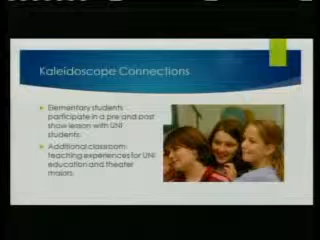 Kaleidoscope Connections
Elementary students
participate in a pre and post
show lesson with UNI
students.
Additional classroom
teaching experiences for UNI
education and theater
majors.